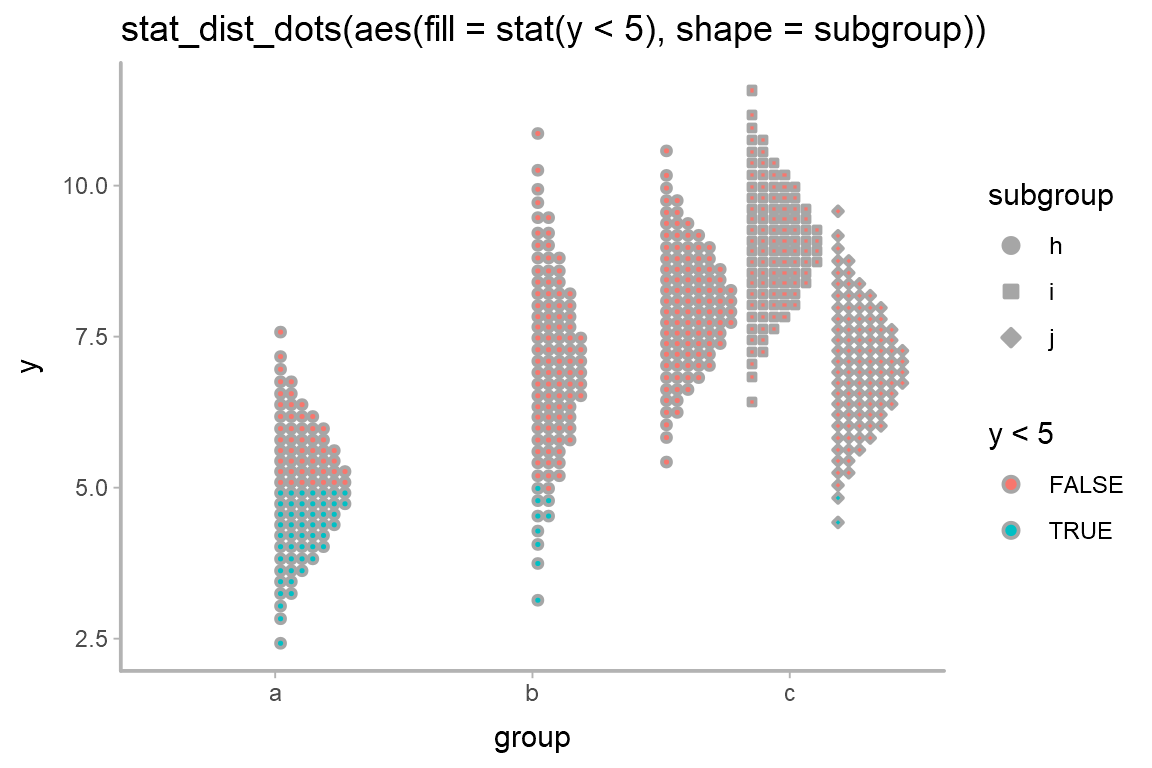 stat_dist_dots(aes(fill = stat(y < 5), shape = subgroup))
y
10.0
7.5
5.0
2.5
a
b
c
group
subgroup
h
i
j
y < 5
FALSE
TRUE